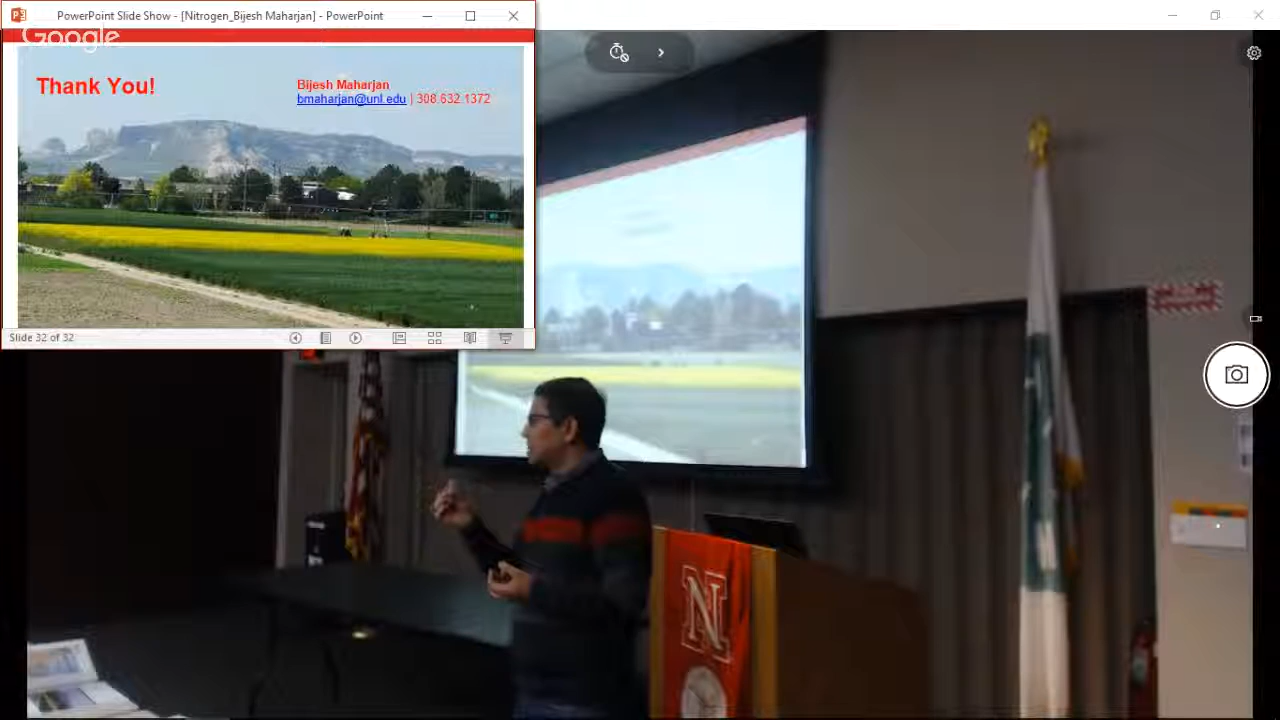 PowerPoint Slide Show - [Nitrogen_Bijesh Maharjan] - PowerPoint
Google
Thank You!
Bijesh Maharjan
bmaharjan@unl.edu | 308.632.1372
Slide 32 of 32
N